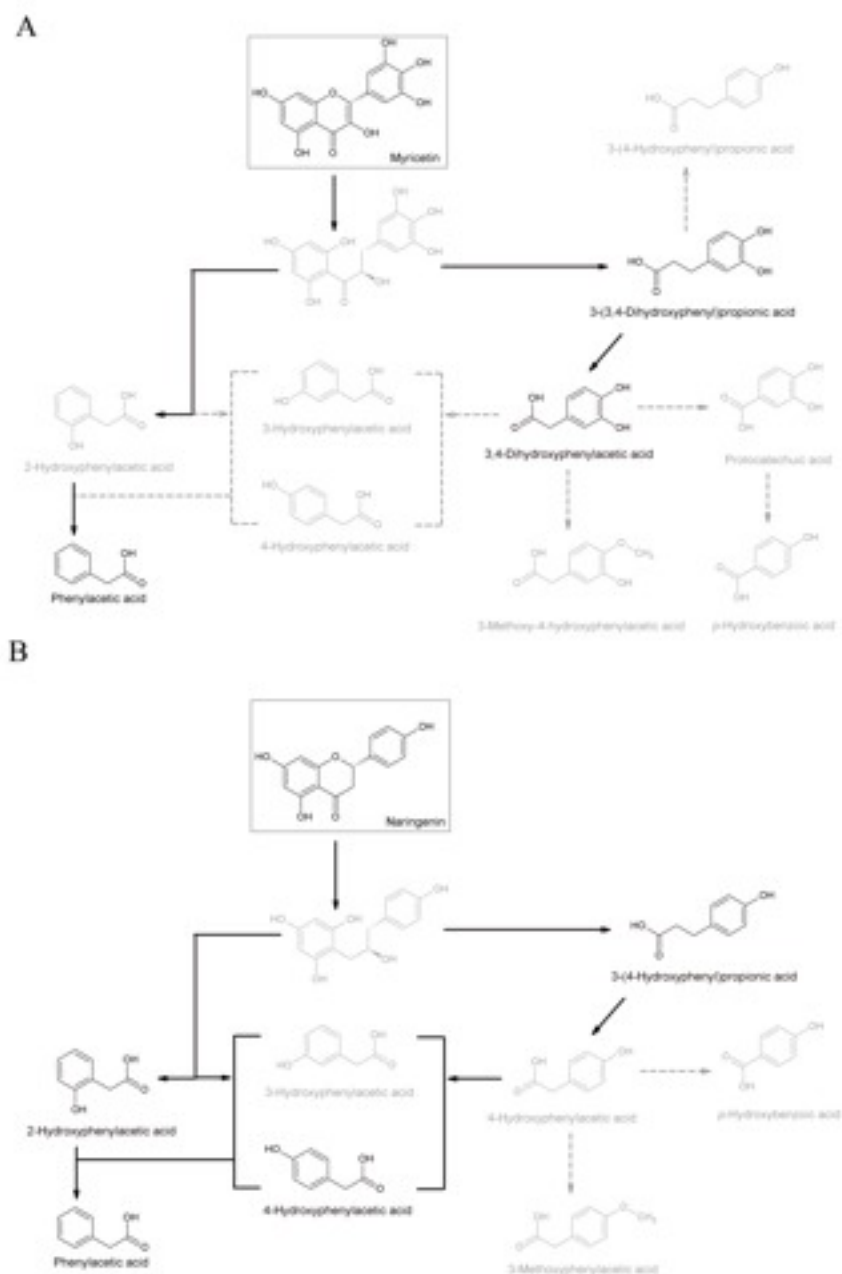 A
Myricetin
3-(4-Hydroxyphenyl)propionic acid
3-(3,4-Dihydroxyphenyl)propionic acid
3-Hydroxyphenylacetic acid
2-Hydroxyphenylacetic acid
3,4-Dihydroxyphenylacetic acid
Protocatechuic acid
4-Hydroxyphenylacetic acid
Phenylacetic acid
3-Methoxy-4-hydroxyphenylacetic acid
p-Hydroxybenzoic acid
B
Naringenin
3-(4-Hydroxyphenyl)propionic acid
3-Hydroxyphenylacetic acid
2-Hydroxyphenylacetic acid
4-Hydroxyphenylacetic acid
p-Hydroxybenzoic acid
4-Hydroxyphenylacetic acid
Phenylacetic acid
3-Methoxyphenylacetic acid